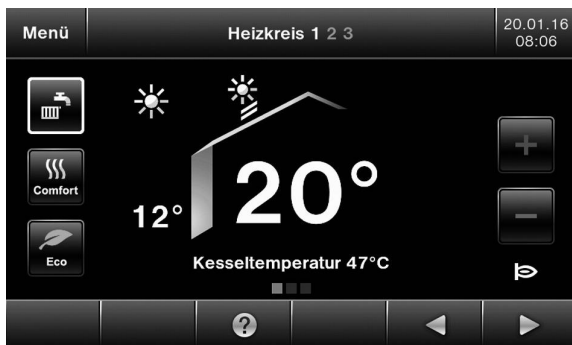 Menü
Heizkreis 1 2 3
20.01.16
08:06
Comfort
12°
20°
Eco
Kesseltemperatur 47°C
+
−
?